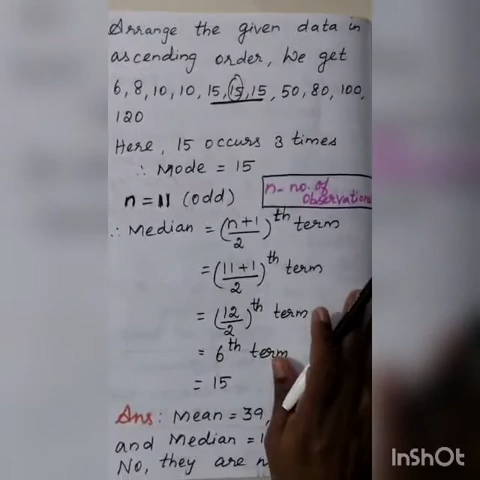 Arrange the given data in
ascending order, We get
6, 8, 10, 10, 15, 15, 15, 50, 80, 100,
120
Here, 15 occurs 3 times
∴ Mode = 15
n = 11 (odd)
n - no. of
observations
∴ Median = (n+1/2)th term
= (11+1/2)th term
= (12/2)th term
= 6th term
= 15
Ans: Mean = 39,
and Median = 1
No, they are n
InShOt